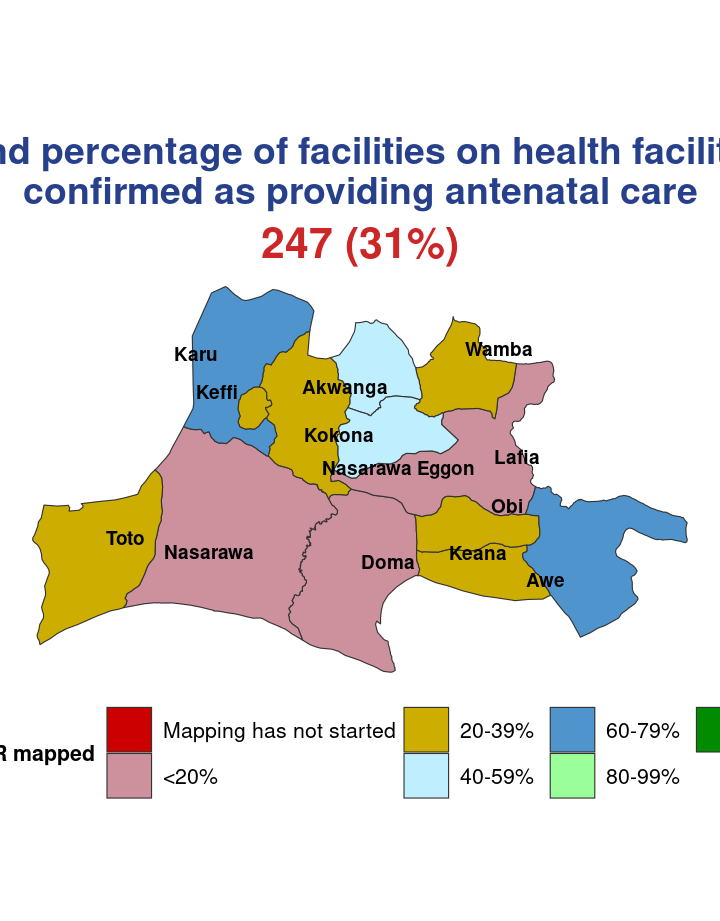 nd percentage of facilities on health facilit
confirmed as providing antenatal care
247 (31%)
Wamba
Karu
Akwanga
Keffi
Kokona
Lafia
Nasarawa Eggon
Obi
Toto
Nasarawa
Keana
Doma
Awe
R mapped
Mapping has not started
20-39%
60-79%
<20%
40-59%
80-99%